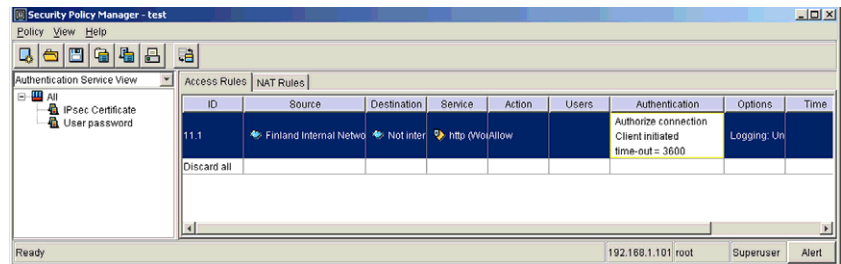 Security Policy Manager - test
Policy View Help
Authentication Service View
All
IPsec Certificate
User password
Access Rules NAT Rules
ID Source Destination Service Action Users Authentication Options Time
11.1 Finland Internal Netwo Not inter http (Wo Allow Authorize connection Logging: Un
Client initiated
time-out = 3600
Discard all
Ready 192.168.1.101 root Superuser Alert